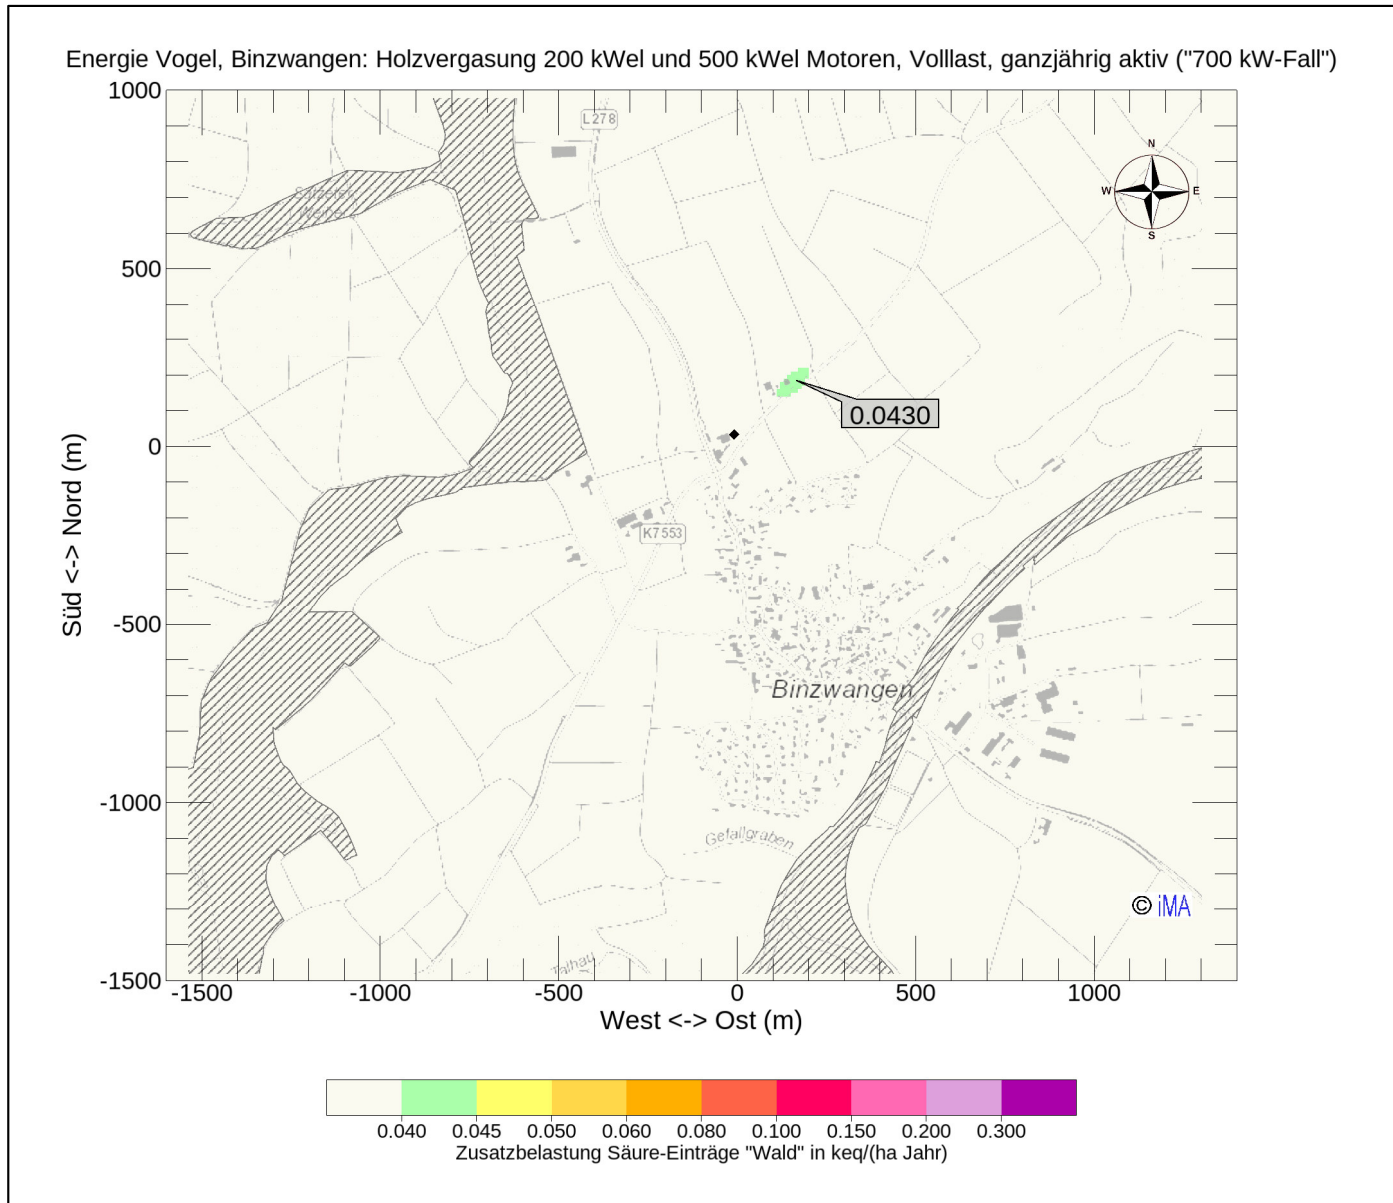 Energie Vogel, Binzwangen: Holzvergasung 200 kWel und 500 kWel Motoren, Volllast, ganzjährig aktiv ("700 kW-Fall")
1000
500
0
-500
-1000
-1500
Süd <-> Nord (m)
L 278
N
W
E
S
0.0430
K7553
Binzwangen
Gefallgraben
© iMA
-1500
-1000
-500
0
500
1000
West <-> Ost (m)
0.040
0.045
0.050
0.060
0.080
0.100
0.150
0.200
0.300
Zusatzbelastung Säure-Einträge "Wald" in keq/(ha Jahr)